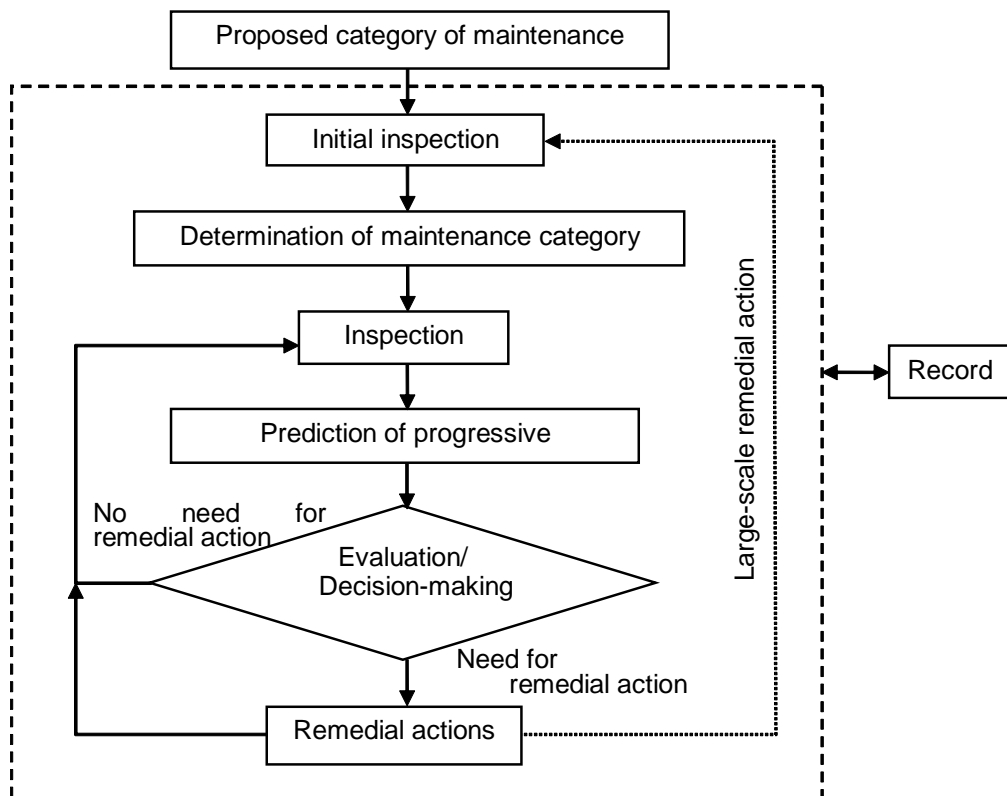 Proposed category of maintenance
Initial inspection
Determination of maintenance category
Inspection
Prediction of progressive
No need for
remedial action
Evaluation/
Decision-making
Need for
remedial action
Remedial actions
Large-scale remedial action
Record